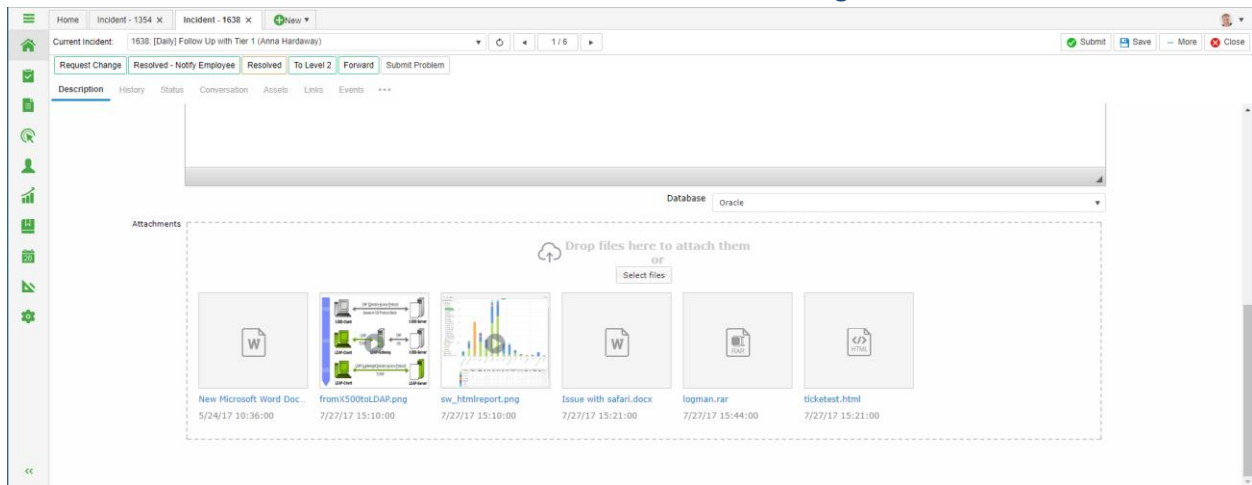 Home Incident - 1354 × Incident - 1638 × New
Current Incident: 1638: [Daily] Follow Up with Tier 1 (Anna Hardaway) 1 / 6 Submit Save More Close
Request Change Resolved - Notify Employee Resolved To Level 2 Forward Submit Problem
Description History Status Conversation Assets Links Events •••
Database Oracle
Attachments
Drop files here to attach them
or
Select files
20
W W RAR HTML
New Microsoft Word Doc... fromX500toLDAP.png sw_htmlreport.png Issue with safari.docx logman.rar ticketest.html
5/24/17 10:36:00 7/27/17 15:10:00 7/27/17 15:10:00 7/27/17 15:21:00 7/27/17 15:44:00 7/27/17 15:21:00